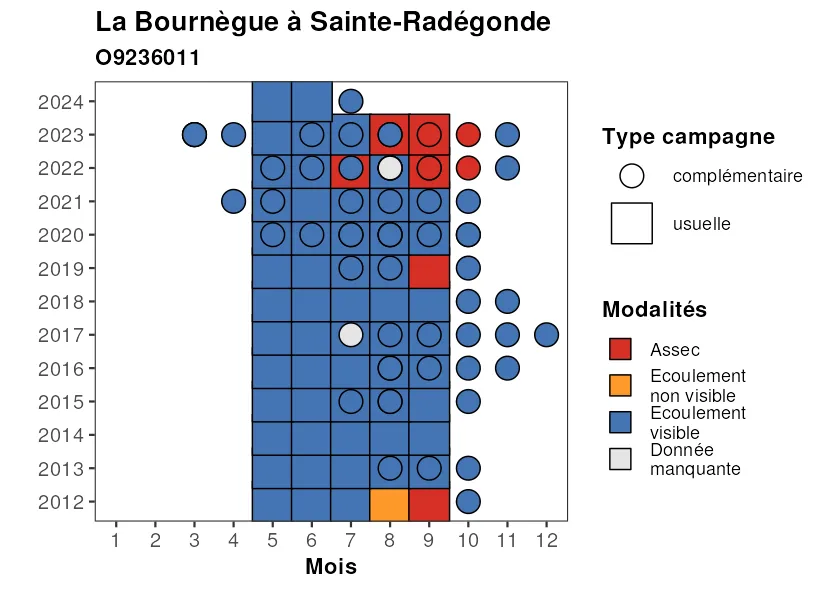 La Bournègue à Sainte-Radégonde
O9236011
2024
2023
2022
2021
2020
2019
2018
2017
2016
2015
2014
2013
2012
1 2 3 4 5 6 7 8 9 10 11 12
Mois
Type campagne
complémentaire
usuelle
Modalités
Assec
Ecoulement
non visible
Ecoulement
visible
Donnée
manquante